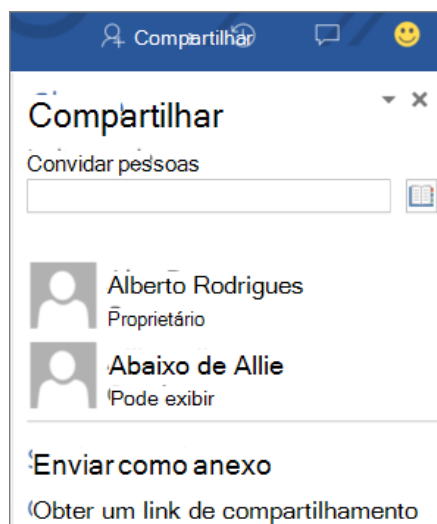 Compartilhar
Compartilhar
Convidar pessoas
Alberto Rodrigues
Proprietário
Abaixo de Allie
Pode exibir
Enviar como anexo
Obter um link de compartilhamento